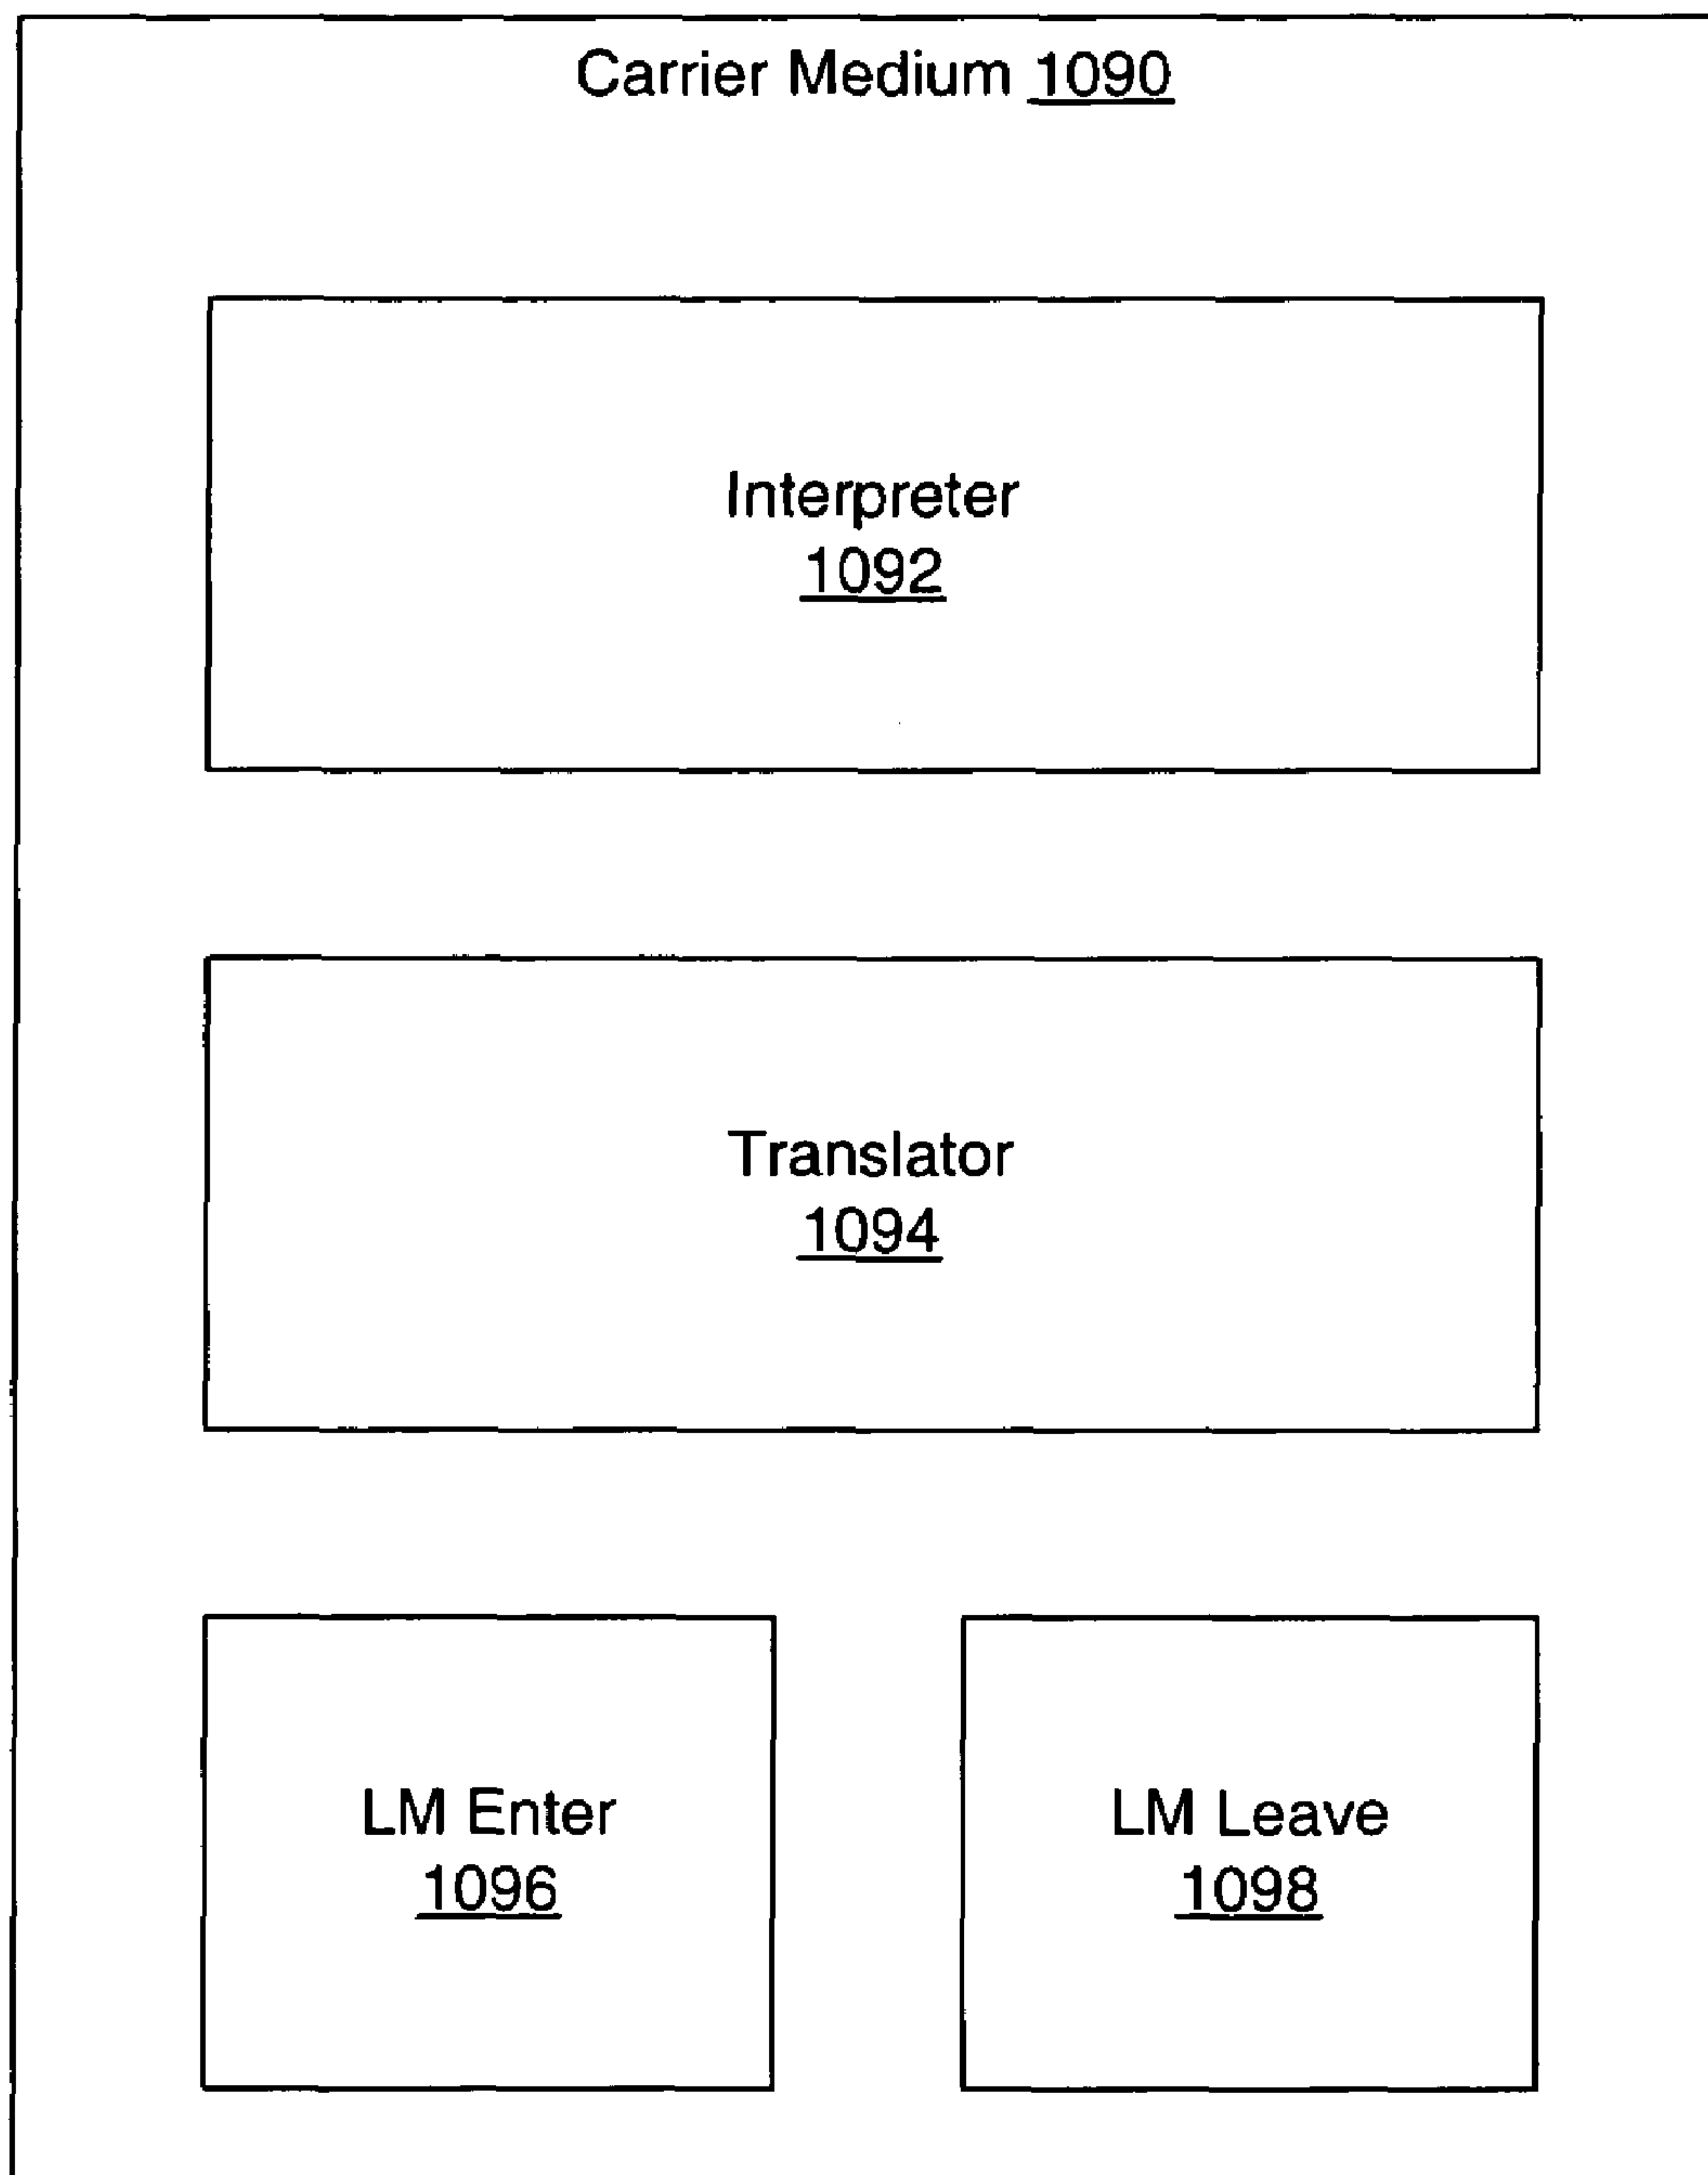 Carrier Medium 1090
Interpreter
1092
Translator
1094
LM Enter
1096
LM Leave
1098